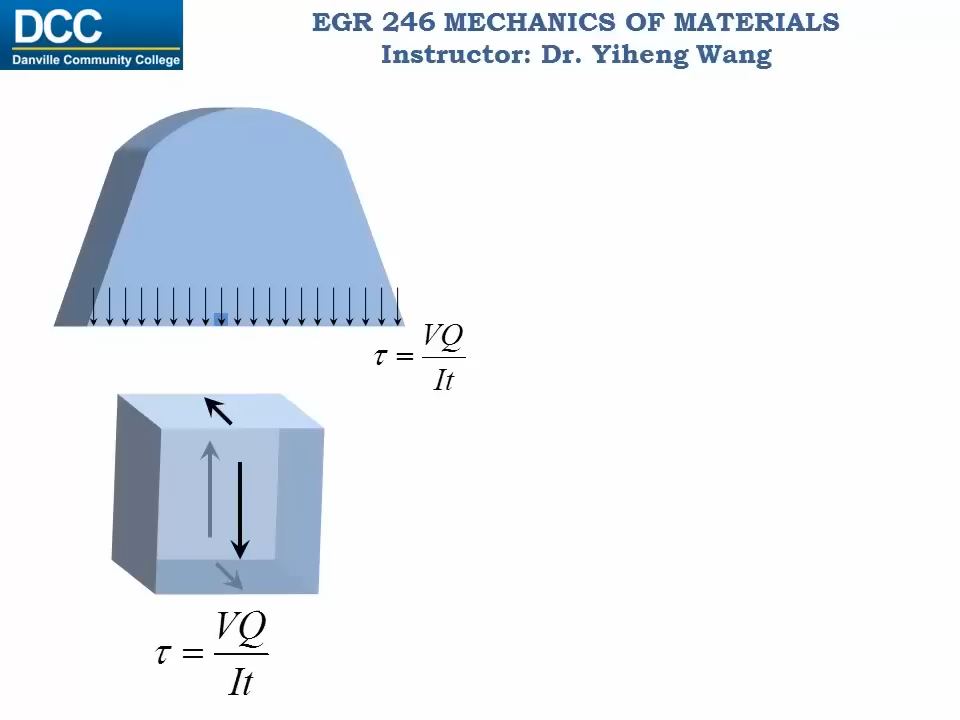 DCC
Danville Community College
EGR 246 MECHANICS OF MATERIALS
Instructor: Dr. Yiheng Wang
τ = VQ / It
τ = VQ / It